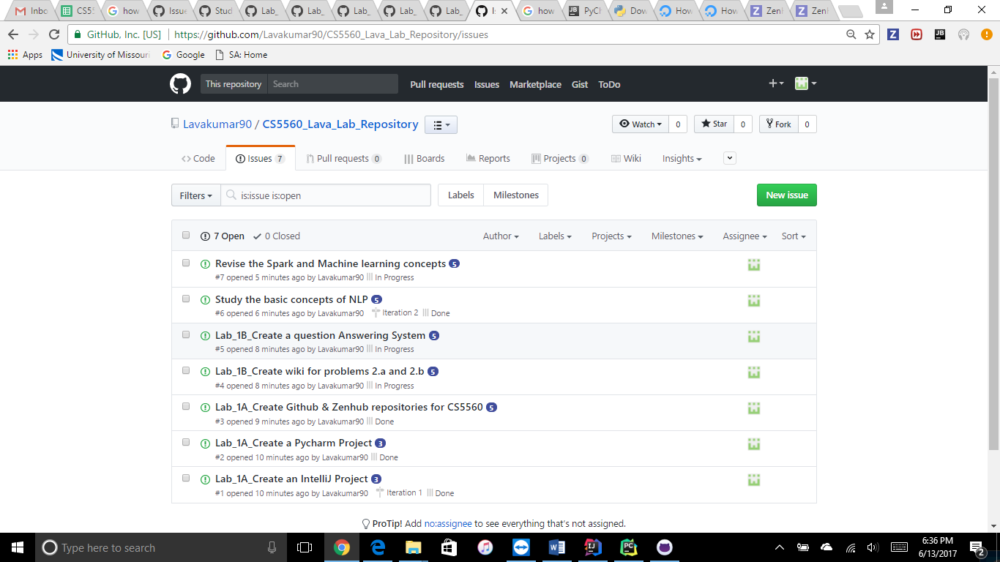 Inbo CS55 how Issue Stud Lab_ Lab_ Lab_ Lab_ Lab_ Is how PyCh Dow How How ZenH ZenH
GitHub, Inc. [US] https://github.com/Lavakumar90/CS5560_Lava_Lab_Repository/issues
Apps University of Missour Google SA: Home
This repository Search Pull requests Issues Marketplace Gist ToDo
Lavakumar90 / CS5560_Lava_Lab_Repository Watch 0 Star 0 Fork 0
Code Issues 7 Pull requests 0 Boards Reports Projects 0 Wiki Insights
Filters is:issue is:open Labels Milestones New issue
7 Open 0 Closed Author Labels Projects Milestones Assignee Sort
Revise the Spark and Machine learning concepts 5
#7 opened 5 minutes ago by Lavakumar90 In Progress
Study the basic concepts of NLP 5
#6 opened 6 minutes ago by Lavakumar90 Iteration 2 Done
Lab_1B_Create a question Answering System 5
#5 opened 8 minutes ago by Lavakumar90 In Progress
Lab_1B_Create wiki for problems 2.a and 2.b 5
#4 opened 8 minutes ago by Lavakumar90 In Progress
Lab_1A_Create Github & Zenhub repositories for CS5560 5
#3 opened 9 minutes ago by Lavakumar90 Done
Lab_1A_Create a Pycharm Project 3
#2 opened 10 minutes ago by Lavakumar90 Done
Lab_1A_Create an IntelliJ Project 3
#1 opened 10 minutes ago by Lavakumar90 Iteration 1 Done
ProTip! Add no:assignee to see everything that's not assigned.
Type here to search 6:36 PM
6/13/2017 2